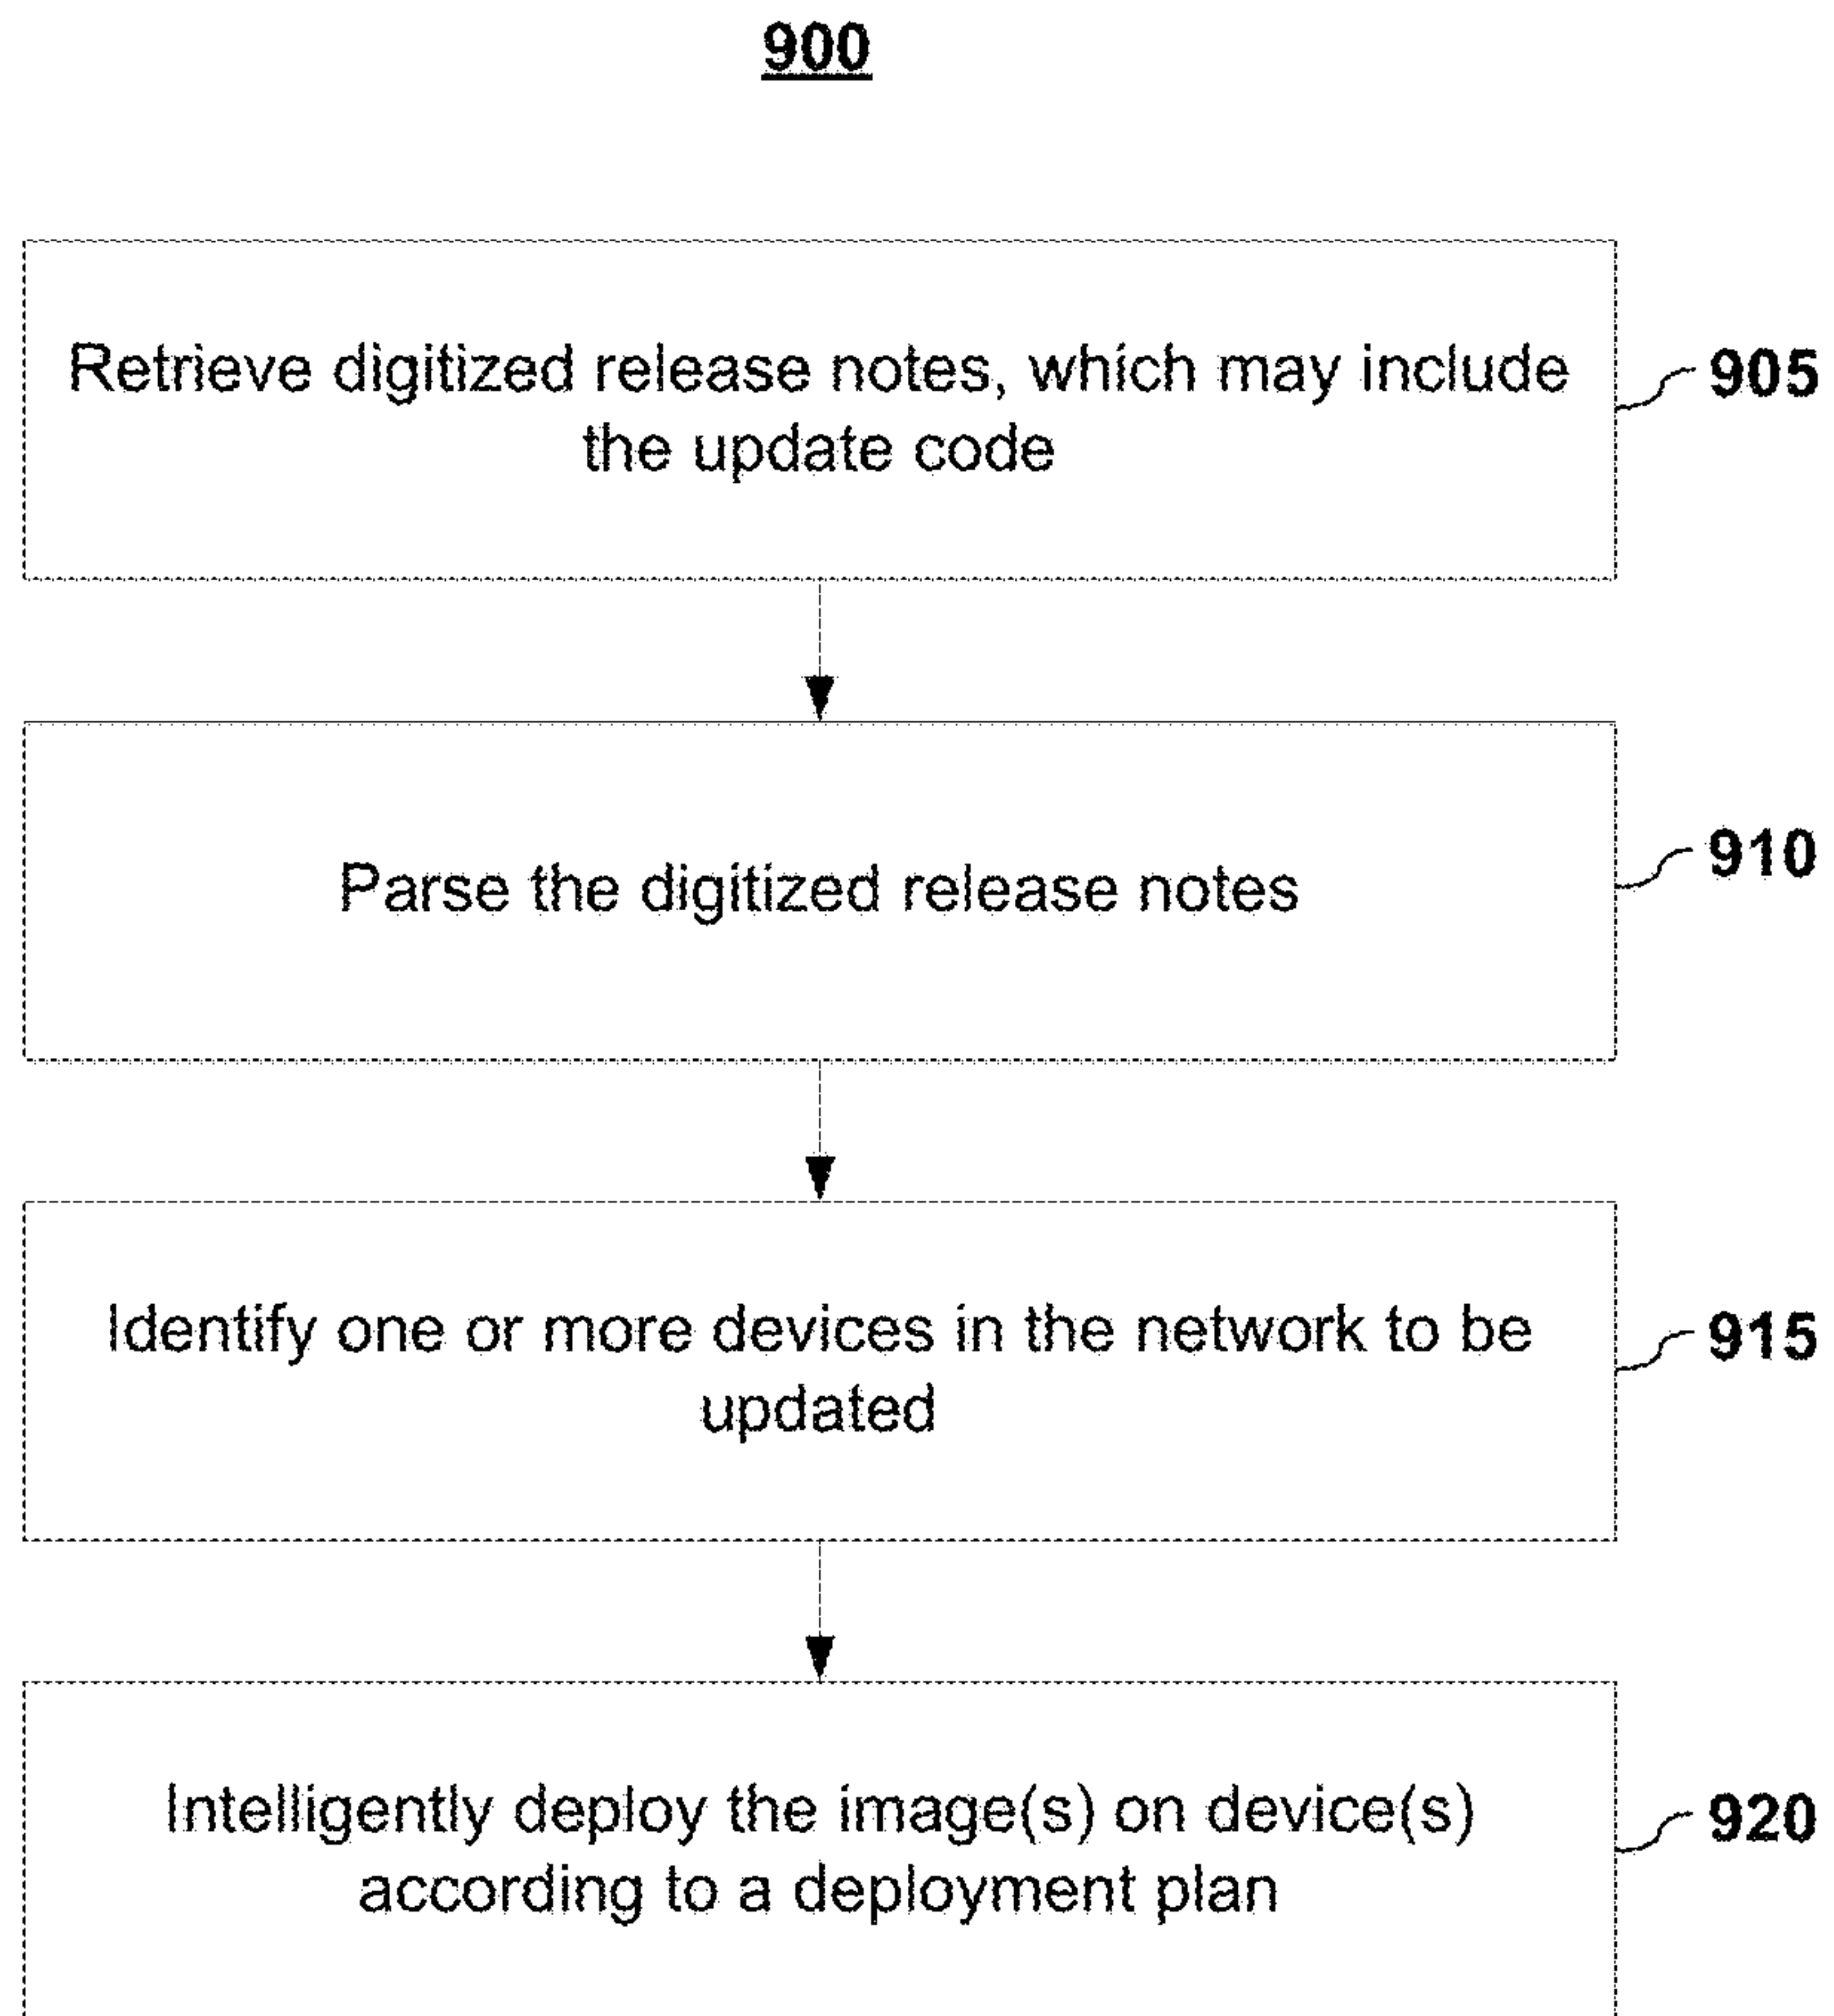 900
Retrieve digitized release notes, which may include
the update code
905
Parse the digitized release notes
910
Identify one or more devices in the network to be
updated
915
Intelligently deploy the image(s) on device(s)
according to a deployment plan
920